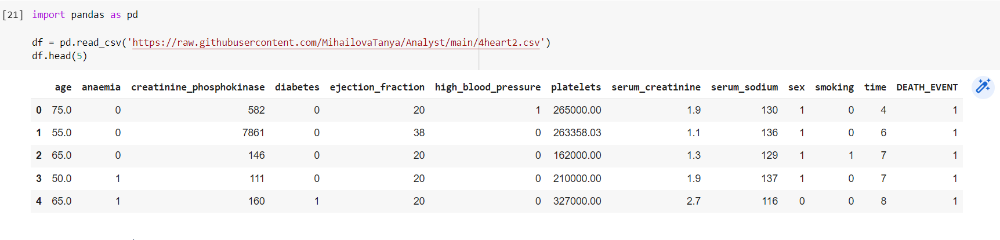 [21] import pandas as pd
df = pd.read_csv('https://raw.githubusercontent.com/MihailovaTanya/Analyst/main/4heart2.csv')
df.head(5)
age anaemia creatinine_phosphokinase diabetes ejection_fraction high_blood_pressure platelets serum_creatinine serum_sodium sex smoking time DEATH_EVENT
0 75.0 0 582 0 20 1 265000.00 1.9 130 1 0 4 1
1 55.0 0 7861 0 38 0 263358.03 1.1 136 1 0 6 1
2 65.0 0 146 0 20 0 162000.00 1.3 129 1 1 7 1
3 50.0 1 111 0 20 0 210000.00 1.9 137 1 0 7 1
4 65.0 1 160 1 20 0 327000.00 2.7 116 0 0 8 1